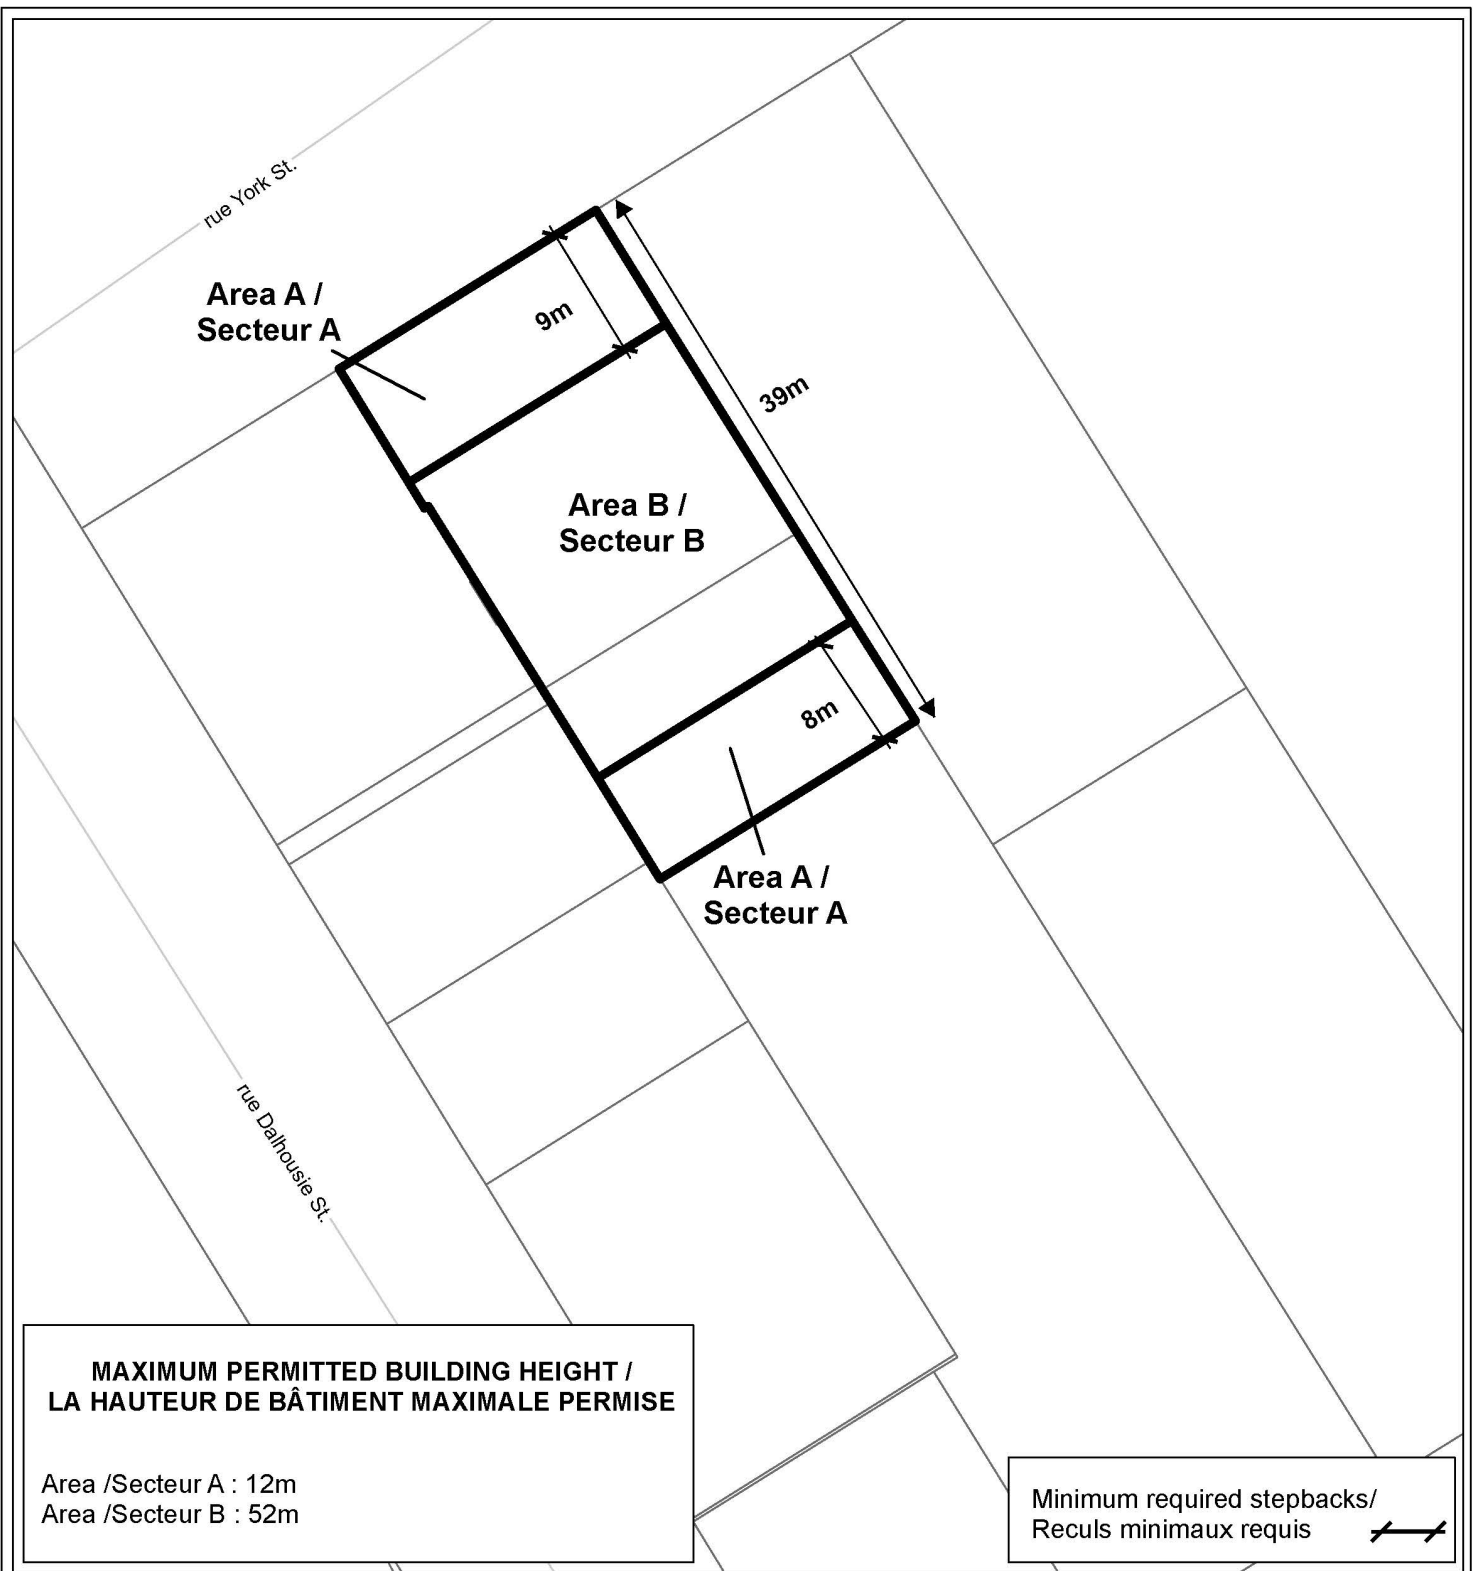 rue York St.
Area A /
Secteur A
9m
39m
Area B /
Secteur B
8m
Area A /
Secteur A
rue Dalhousie St.
MAXIMUM PERMITTED BUILDING HEIGHT /
LA HAUTEUR DE BÂTIMENT MAXIMALE PERMISE
Area /Secteur A : 12m
Area /Secteur B : 52m
Minimum required stepbacks/
Reculs minimaux requis